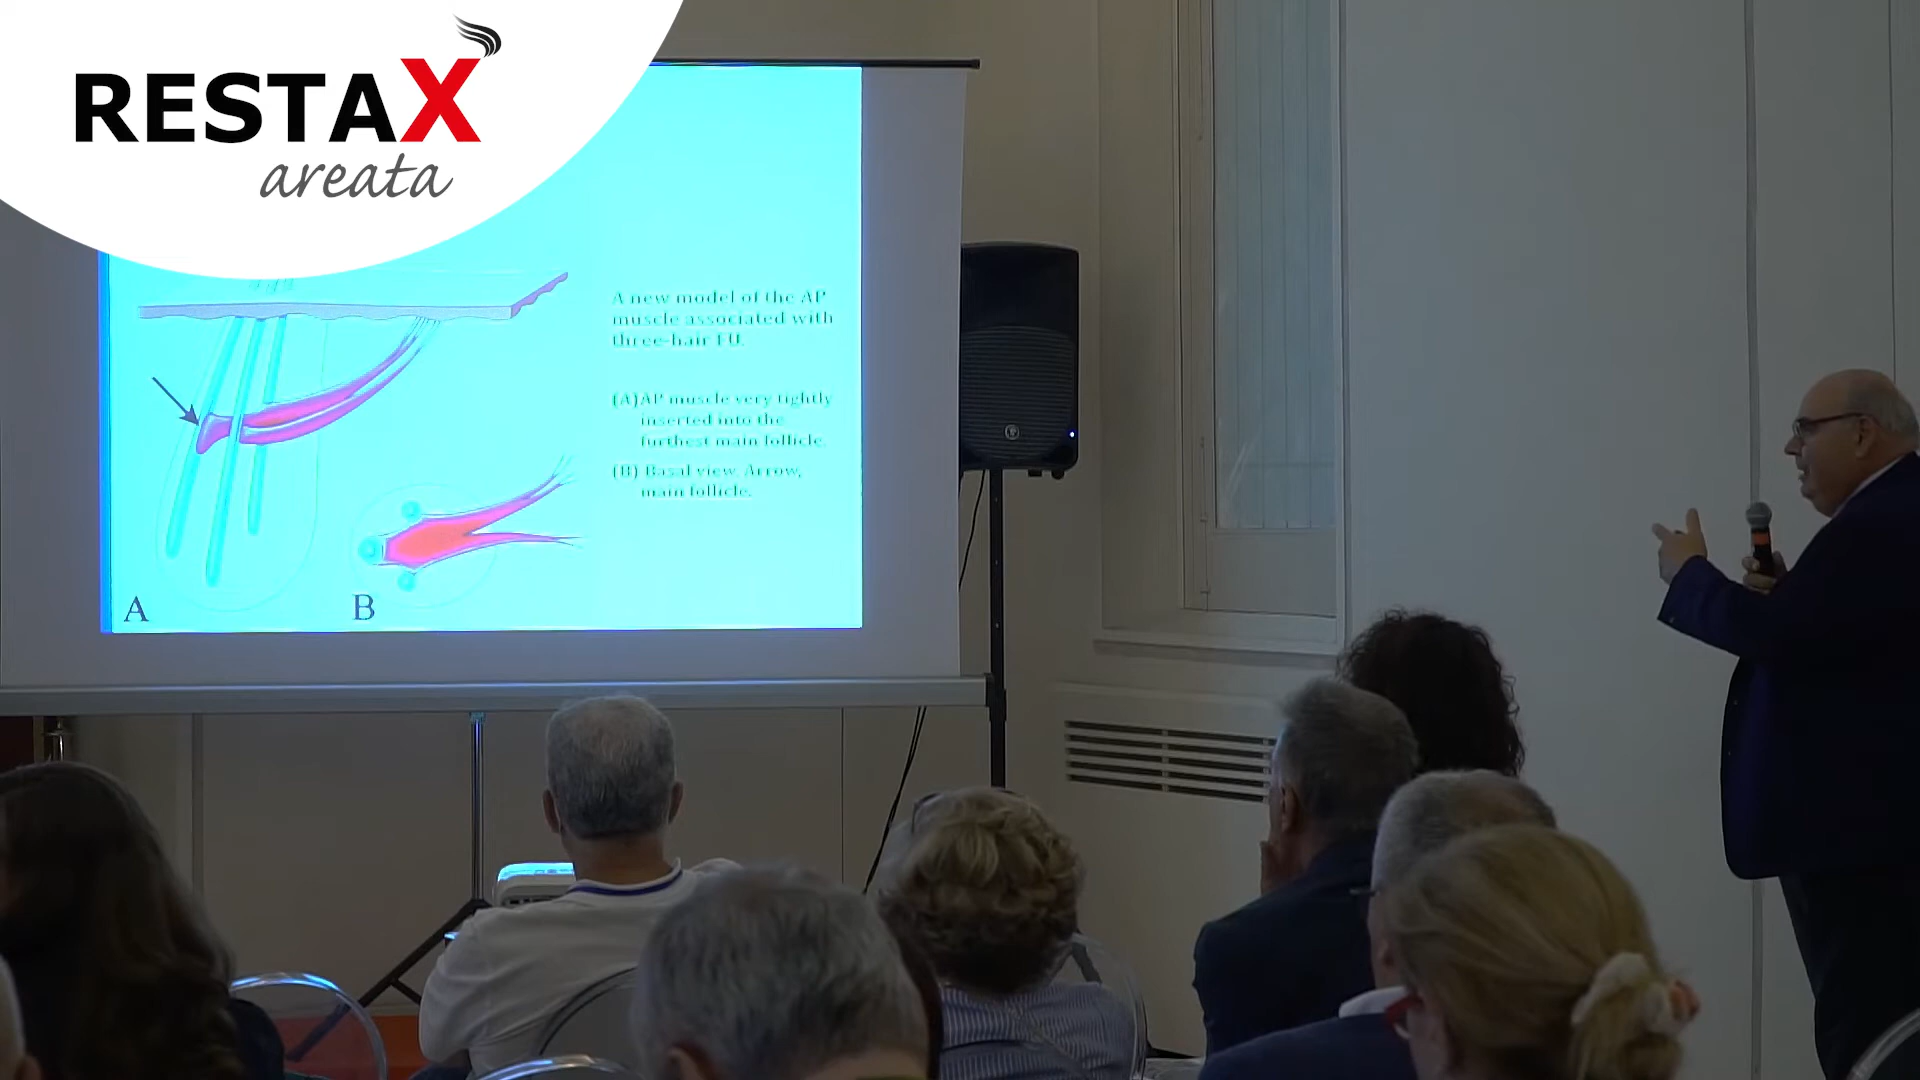 RESTAX
areata
A new model of the AP
muscle associated with
three-hair FU.
(A)AP muscle very tightly
inserted into the
furthest main follicle.
(B) Basal view. Arrow,
main follicle.
A
B